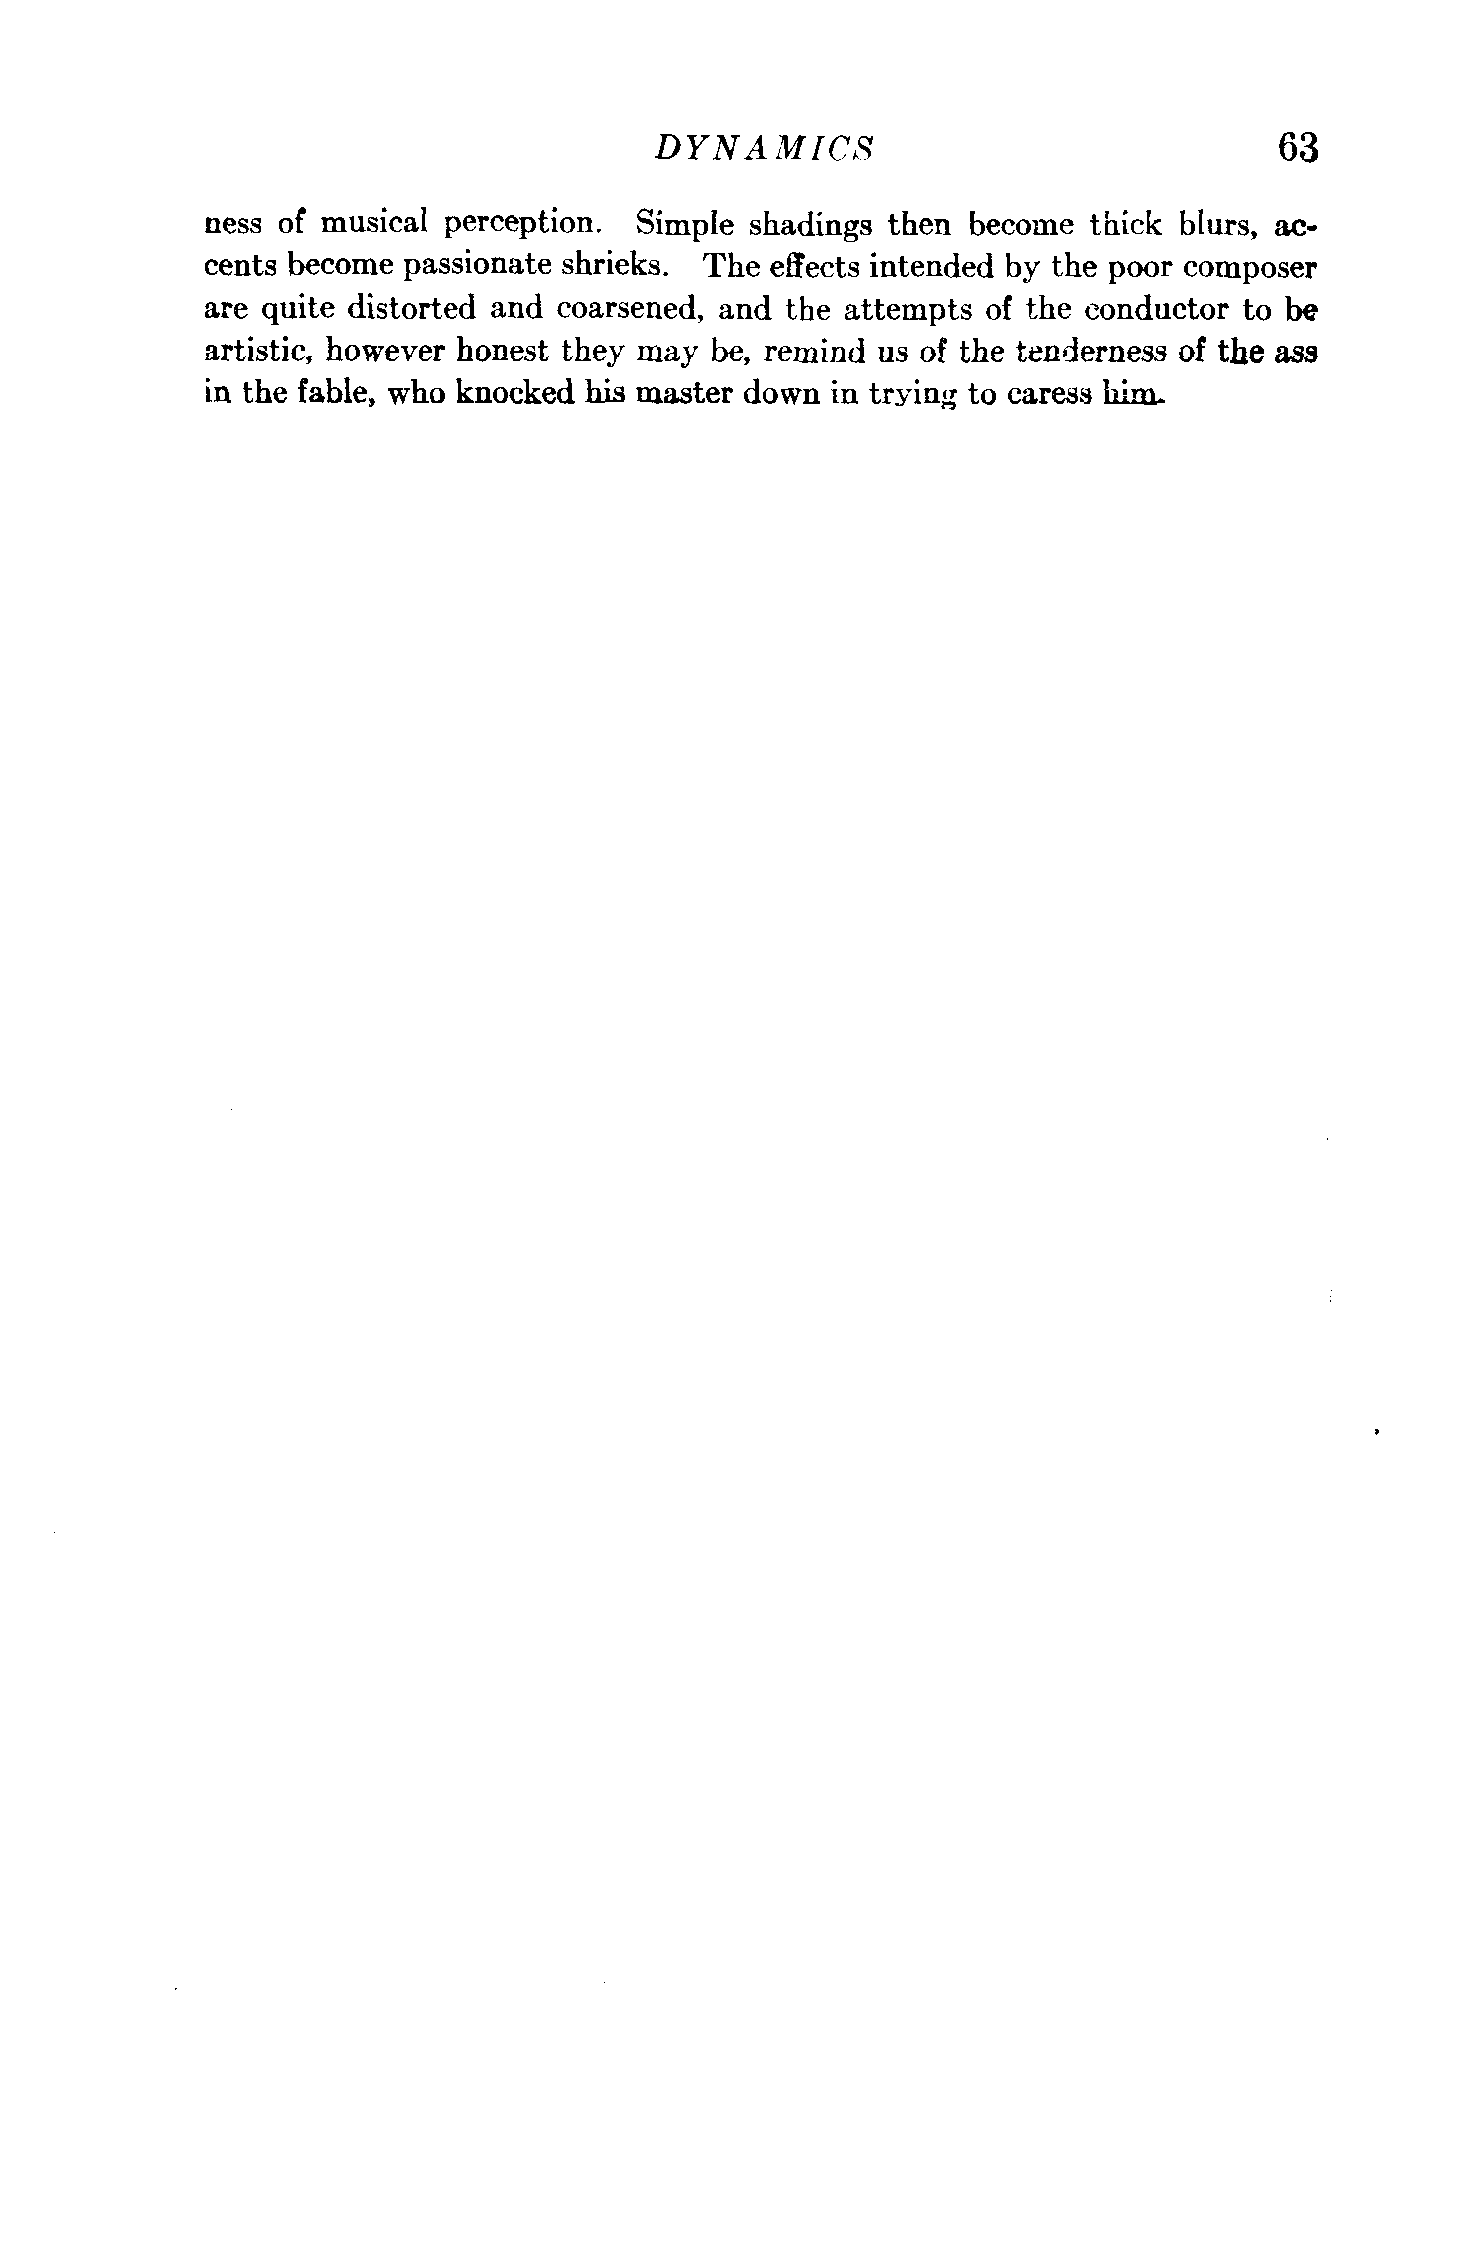 DYNAMICS 63
ness of musical perception. Simple shadings then become thick blurs, ac-
cents become passionate shrieks. The effects intended by the poor composer
are quite distorted and coarsened, and the attempts of the conductor to be
artistic, however honest they may be, remind us of the tenderness of the ass
in the fable, who knocked his master down in trying to caress him.